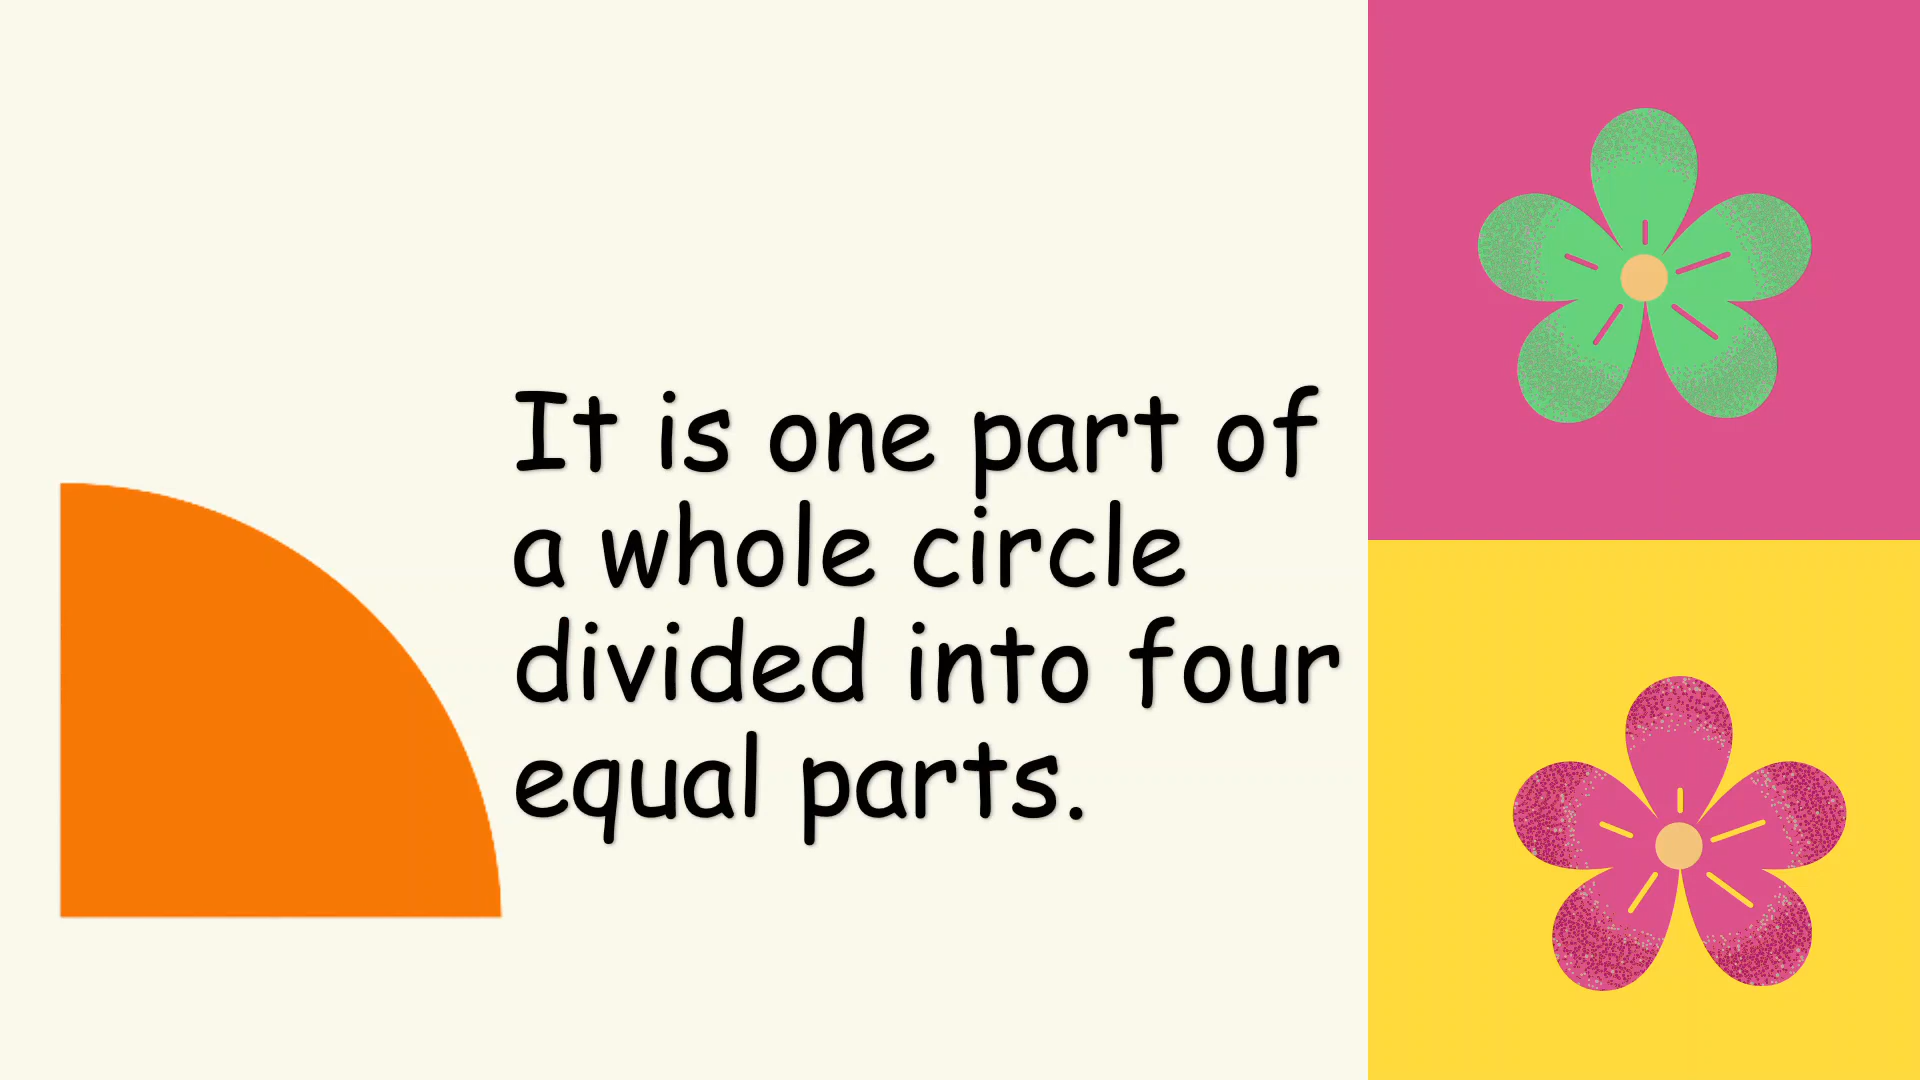 It is one part of
a whole circle
divided into four
equal parts.